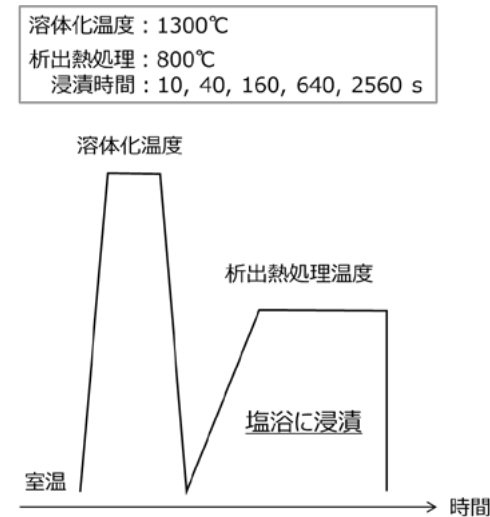 溶体化温度：1300℃
析出熱処理：800℃
浸漬時間：10, 40, 160, 640, 2560 s
溶体化温度
析出熱処理温度
塩浴に浸漬
室温
時間